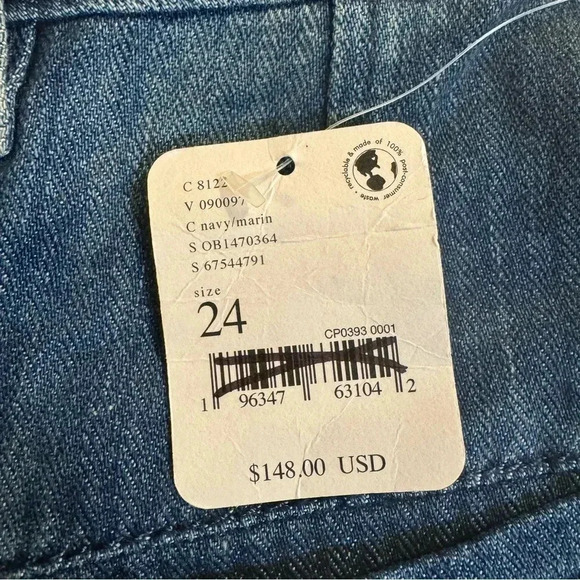 recyclable & made of 100% post-consumer waste •
C 8122
V 090097
C navy/marin
S OB1470364
S 67544791
size
24
CP0393 0001
1 96347 63104 2
$148.00 USD